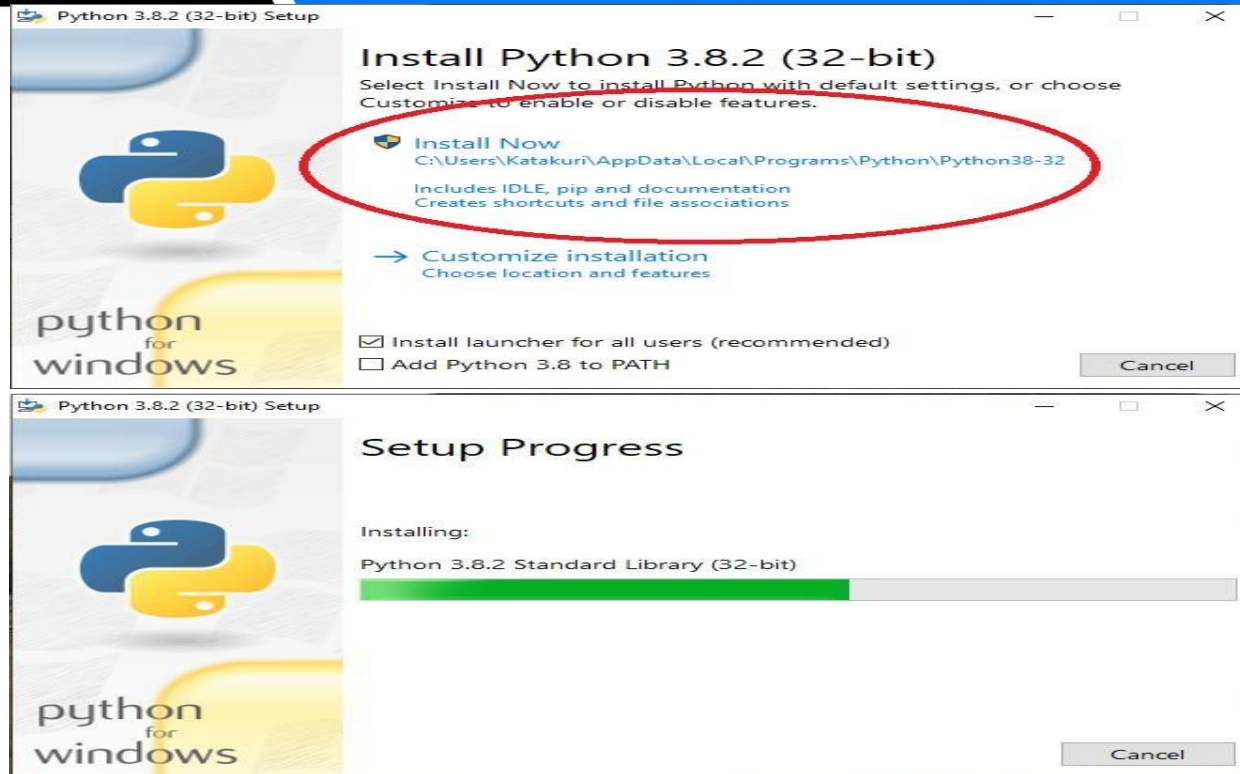 Python 3.8.2 (32-bit) Setup
Install Python 3.8.2 (32-bit)
Select Install Now to install Python with default settings, or choose
Customize to enable or disable features.
Install Now
C:\Users\Katakuri\AppData\Local\Programs\Python\Python38-32
Includes IDLE, pip and documentation
Creates shortcuts and file associations
Customize installation
Choose location and features
Install launcher for all users (recommended)
Add Python 3.8 to PATH
Cancel
python
for
windows
Python 3.8.2 (32-bit) Setup
Setup Progress
Installing:
Python 3.8.2 Standard Library (32-bit)
python
for
windows
Cancel